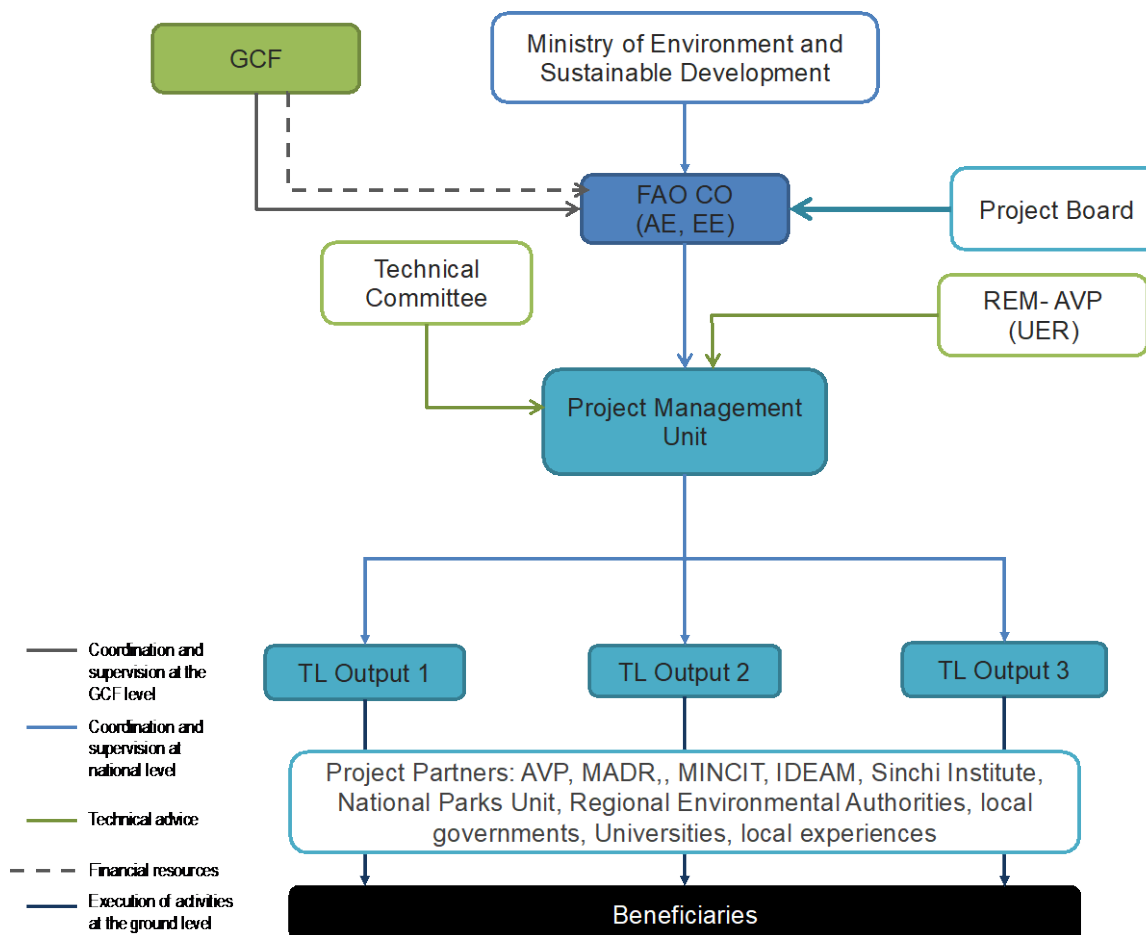 GCF
Ministry of Environment and
Sustainable Development
FAO CO
(AE, EE)
Project Board
Technical
Committee
REM- AVP
(UER)
Project Management
Unit
TL Output 1
TL Output 2
TL Output 3
Project Partners: AVP, MADR,, MINCIT, IDEAM, Sinchi Institute,
National Parks Unit, Regional Environmental Authorities, local
governments, Universities, local experiences
Beneficiaries
Coordination and
supervision at the
GCF level
Coordination and
supervision at
national level
Technical advice
Financial resources
Execution of activities
at the ground level